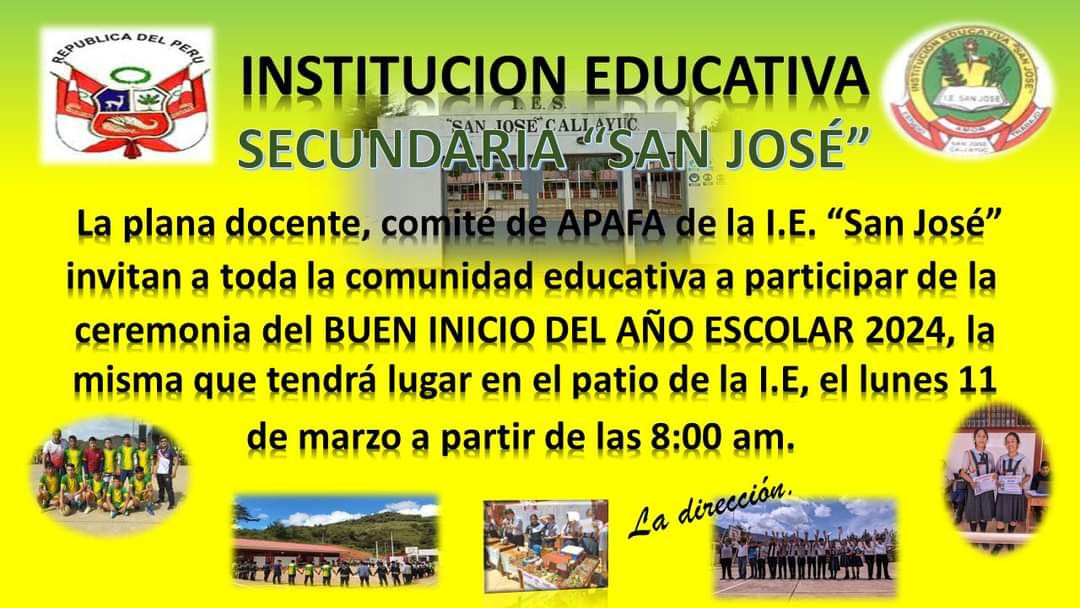 REPUBLICA DEL PERU
INSTITUCION EDUCATIVA
SECUNDARIA “SAN JOSÉ”
I. E. S.
"SAN JOSE" CALLAYUC
INSTITUCIÓN EDUCATIVA "SAN JOSE"
I.E. SAN JOSE
AMOR
TRABAJO
SAN JOSE
CALLAYUC
La plana docente, comité de APAFA de la I.E. “San José”
invitan a toda la comunidad educativa a participar de la
ceremonia del BUEN INICIO DEL AÑO ESCOLAR 2024, la
misma que tendrá lugar en el patio de la I.E, el lunes 11
de marzo a partir de las 8:00 am.
La dirección.